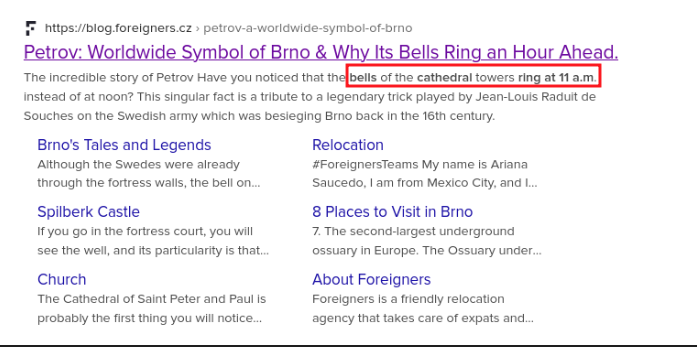 https://blog.foreigners.cz › petrov-a-worldwide-symbol-of-brno
Petrov: Worldwide Symbol of Brno & Why Its Bells Ring an Hour Ahead.
The incredible story of Petrov Have you noticed that the bells of the cathedral towers ring at 11 a.m.
instead of at noon? This singular fact is a tribute to a legendary trick played by Jean-Louis Raduit de
Souches on the Swedish army which was besieging Brno back in the 16th century.
Brno's Tales and Legends
Although the Swedes were already
through the fortress walls, the bell on...
Relocation
#ForeignersTeams My name is Ariana
Saucedo, I am from Mexico City, and I...
Spilberk Castle
If you go in the fortress court, you will
see the well, and its particularity is that...
8 Places to Visit in Brno
7. The second-largest underground
ossuary in Europe. The Ossuary under...
Church
The Cathedral of Saint Peter and Paul is
probably the first thing you will notice...
About Foreigners
Foreigners is a friendly relocation
agency that takes care of expats and...